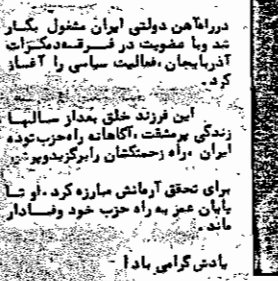 درراه‌آهن دولتی ایران مشغول بکار
شد وبا عضویت در فرقه دمکرات
آذربایجان، فعالیت سیاسی را آغاز
کرد.
این فرزند خلق بعداز سالها
زندگی پرمشقت، آگاهانه راه‌حزب توده
ایران، راه زحمتکشان رابرگزیدوبر
برای تحقق آرمانش مبارزه کرد. او تا
پایان عمر به راه حزب خود وفادار
ماند.
یادش گرامی باد!